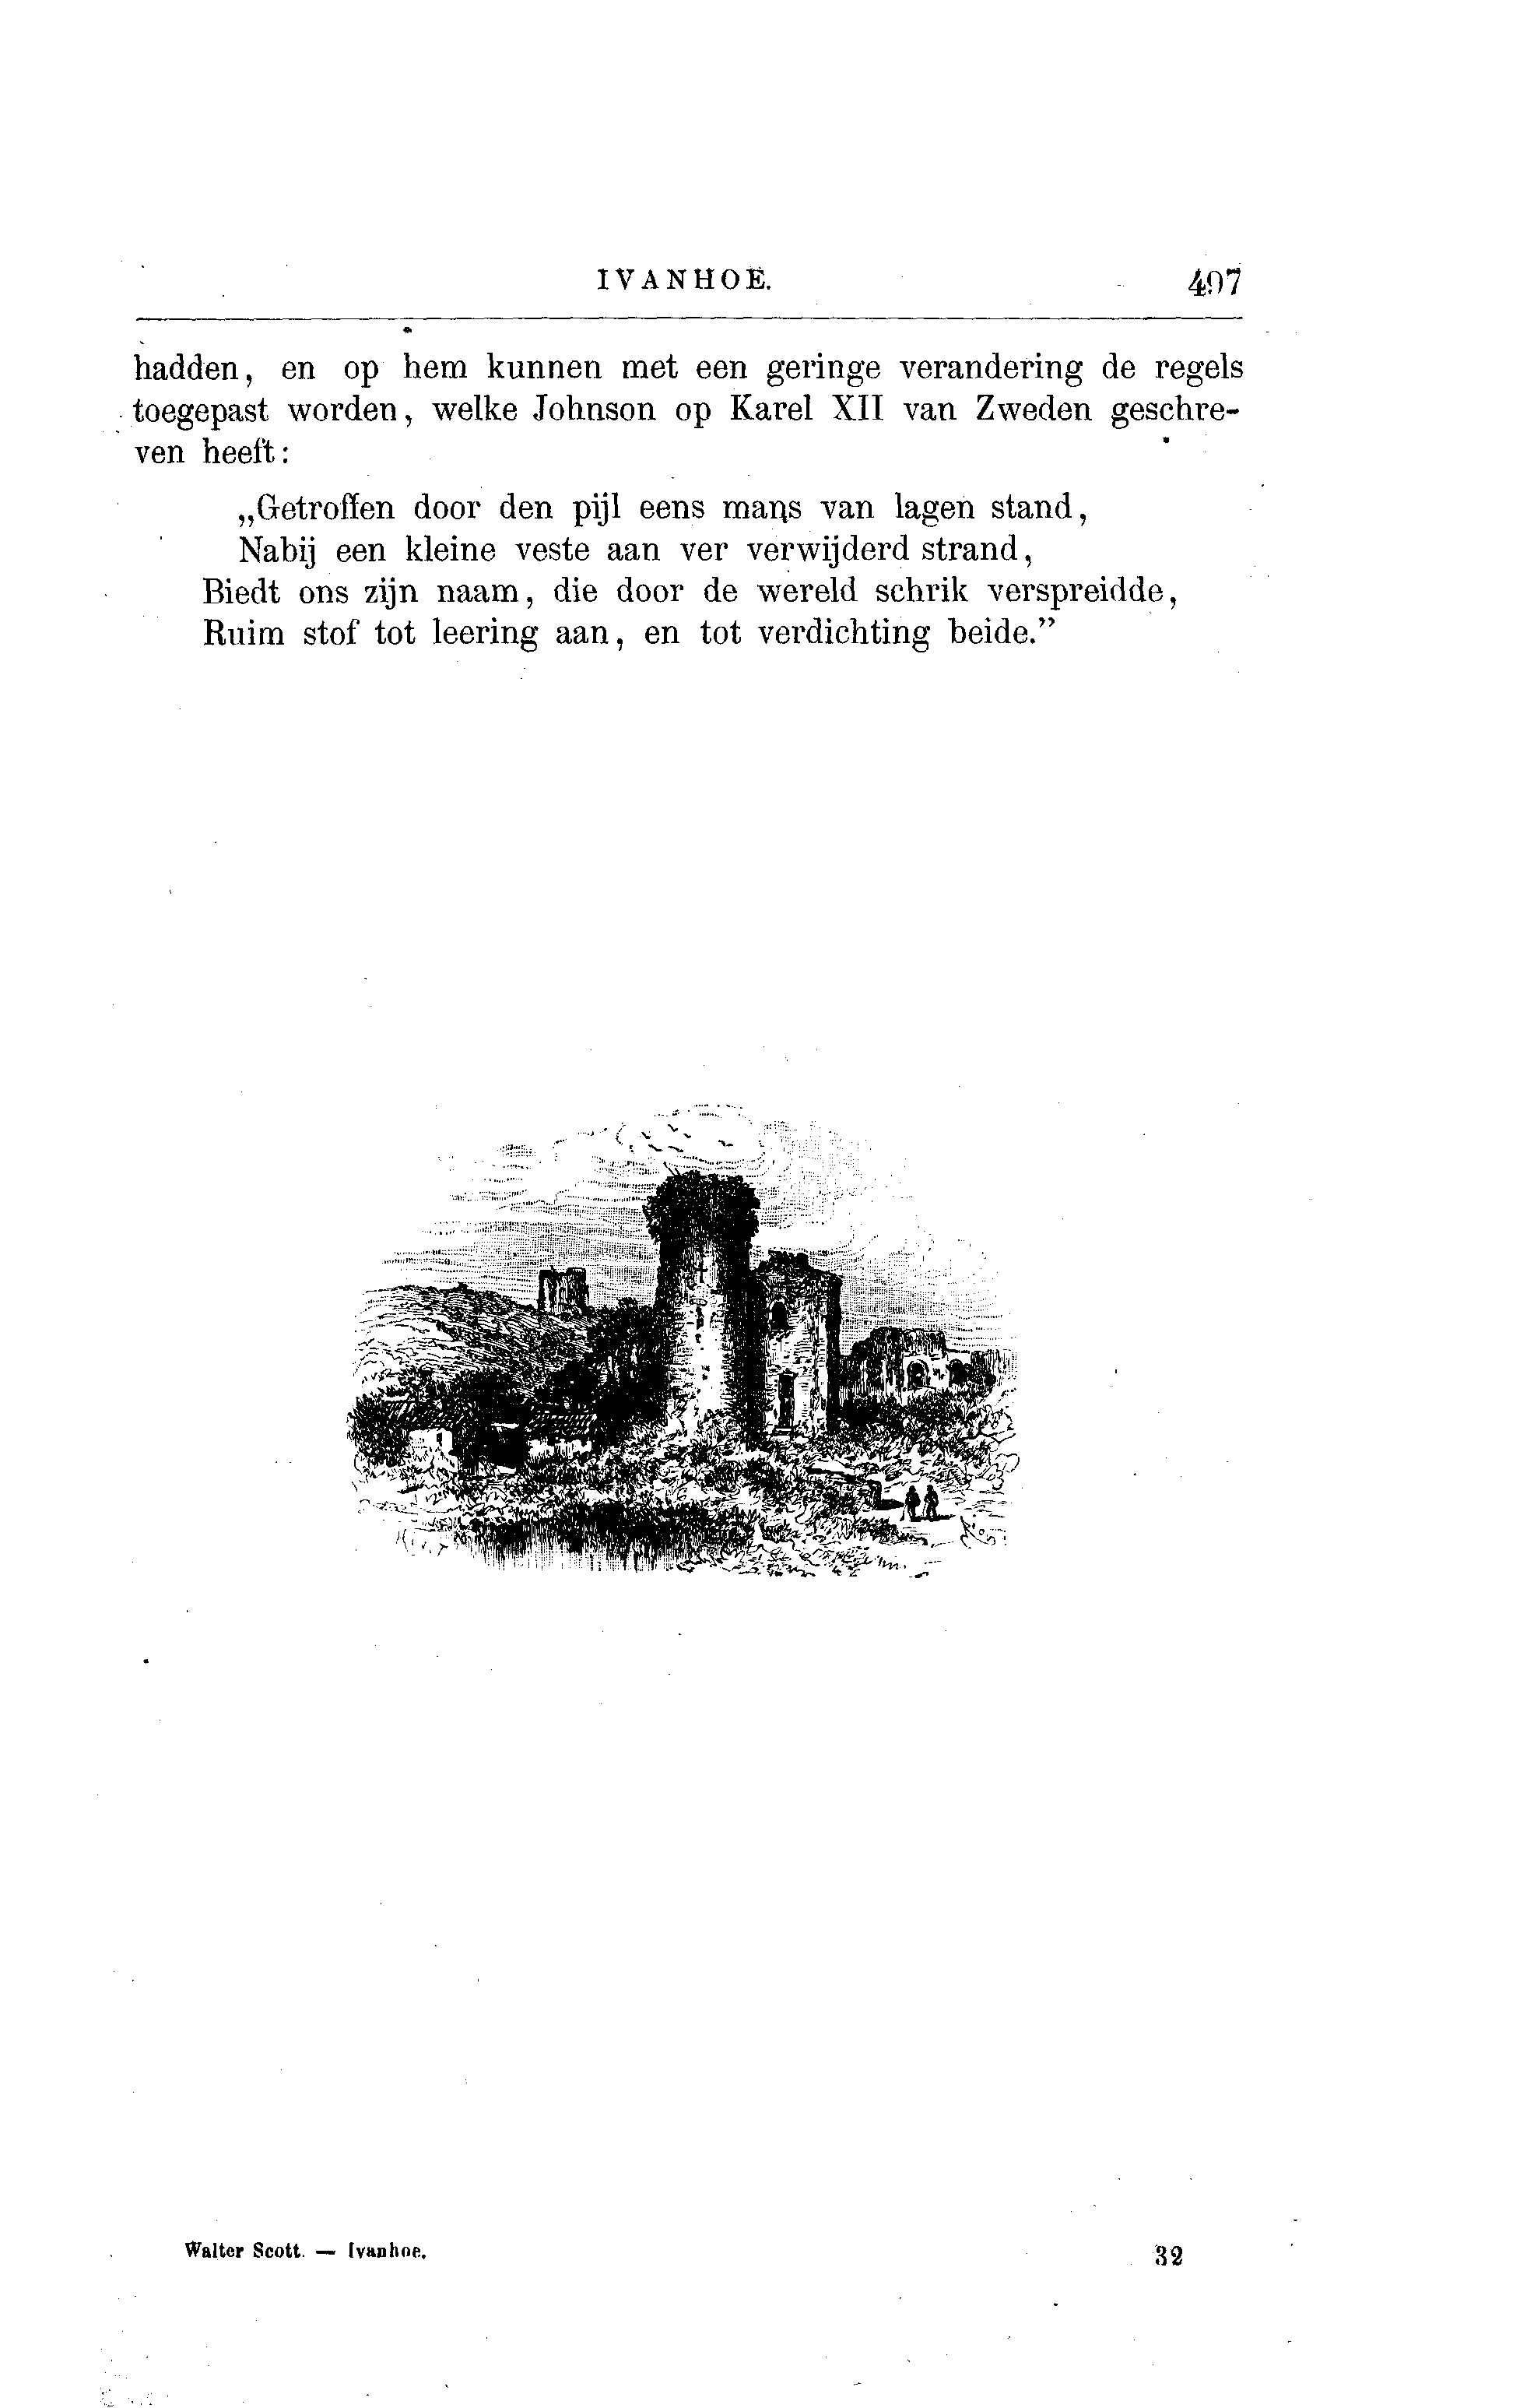 IVANHOE. 497
hadden, en op hem kunnen met een geringe verandering de regels
toegepast worden, welke Johnson op Karel XII van Zweden geschre-
ven heeft:
„Getroffen door den pijl eens mans van lagen stand,
Nabij een kleine veste aan ver verwijderd strand,
Biedt ons zijn naam, die door de wereld schrik verspreidde,
Ruim stof tot leering aan, en tot verdichting beide.”
Walter Scott. — Ivanhoe. 32